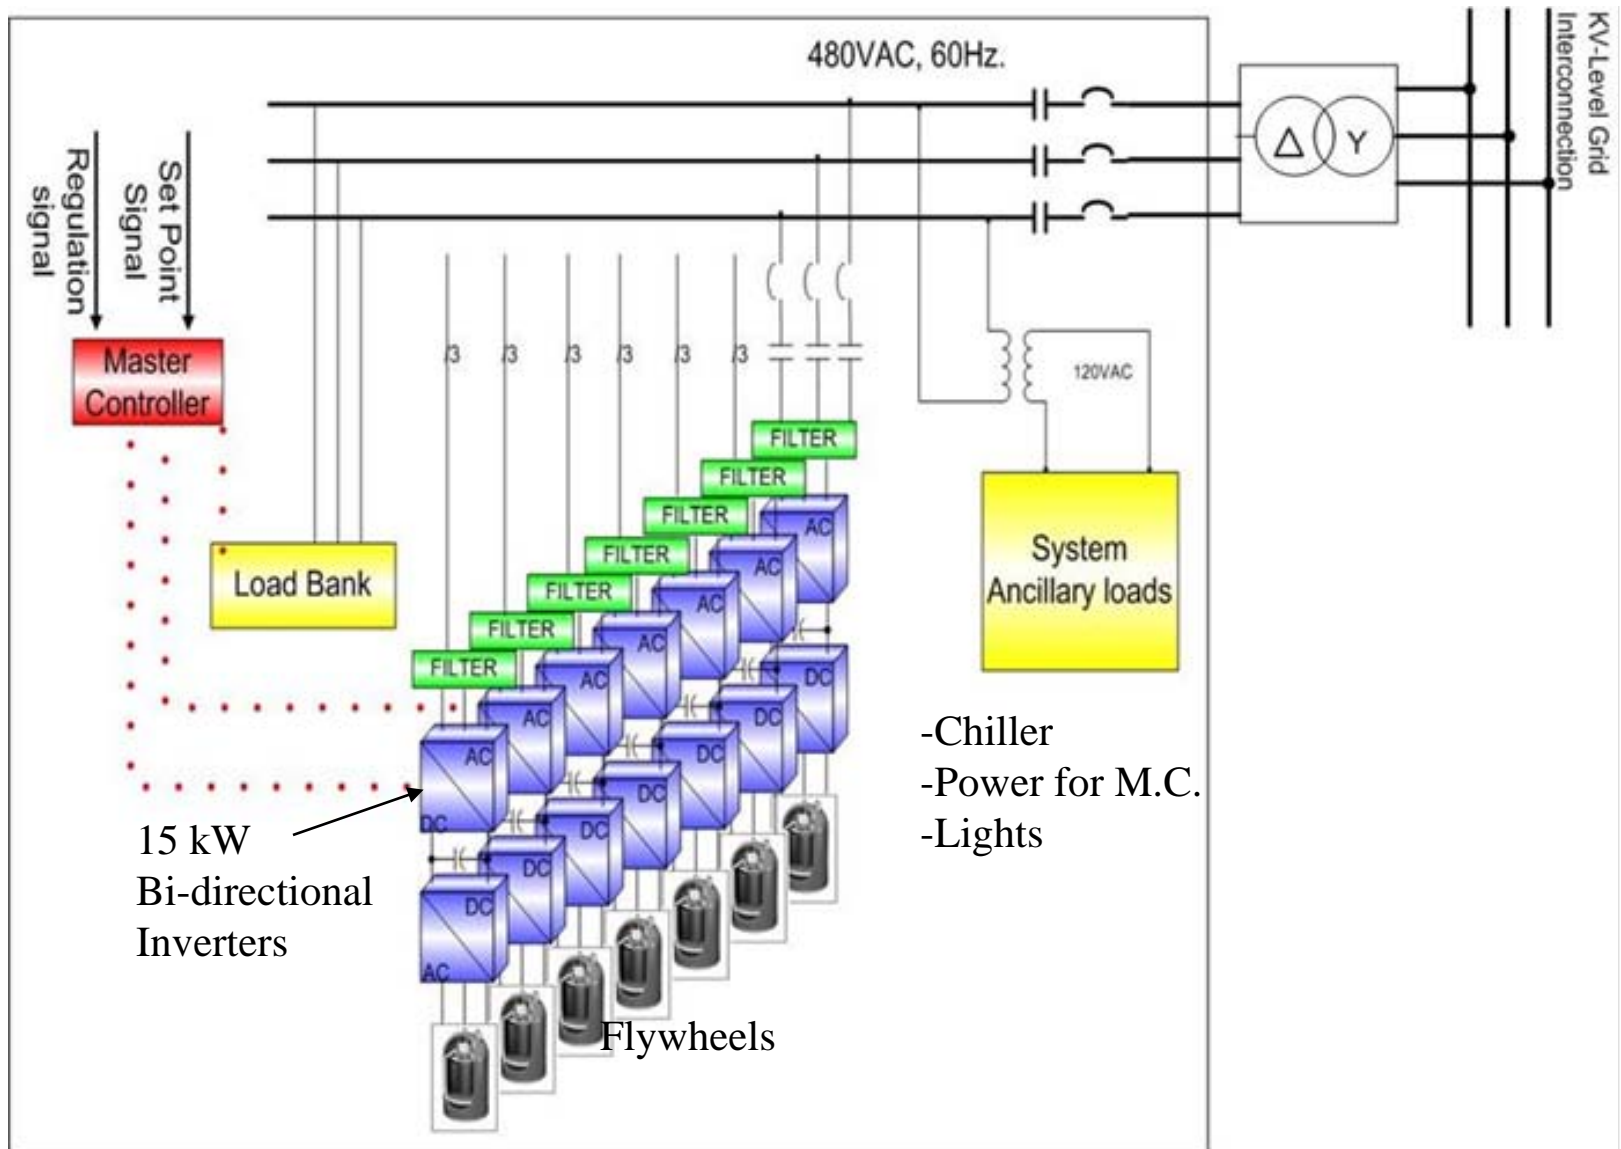 480VAC, 60Hz.
KV-Level Grid
Interconnection
Δ
Y
Regulation
signal
Set Point
Signal
Master
Controller
/3
/3
/3
/3
/3
/3
120VAC
FILTER
FILTER
FILTER
FILTER
FILTER
FILTER
FILTER
Load Bank
System
Ancillary loads
AC
AC
AC
AC
AC
AC
AC
DC
DC
DC
DC
DC
DC
DC
DC
AC
-Chiller
-Power for M.C.
-Lights
15 kW
Bi-directional
Inverters
Flywheels